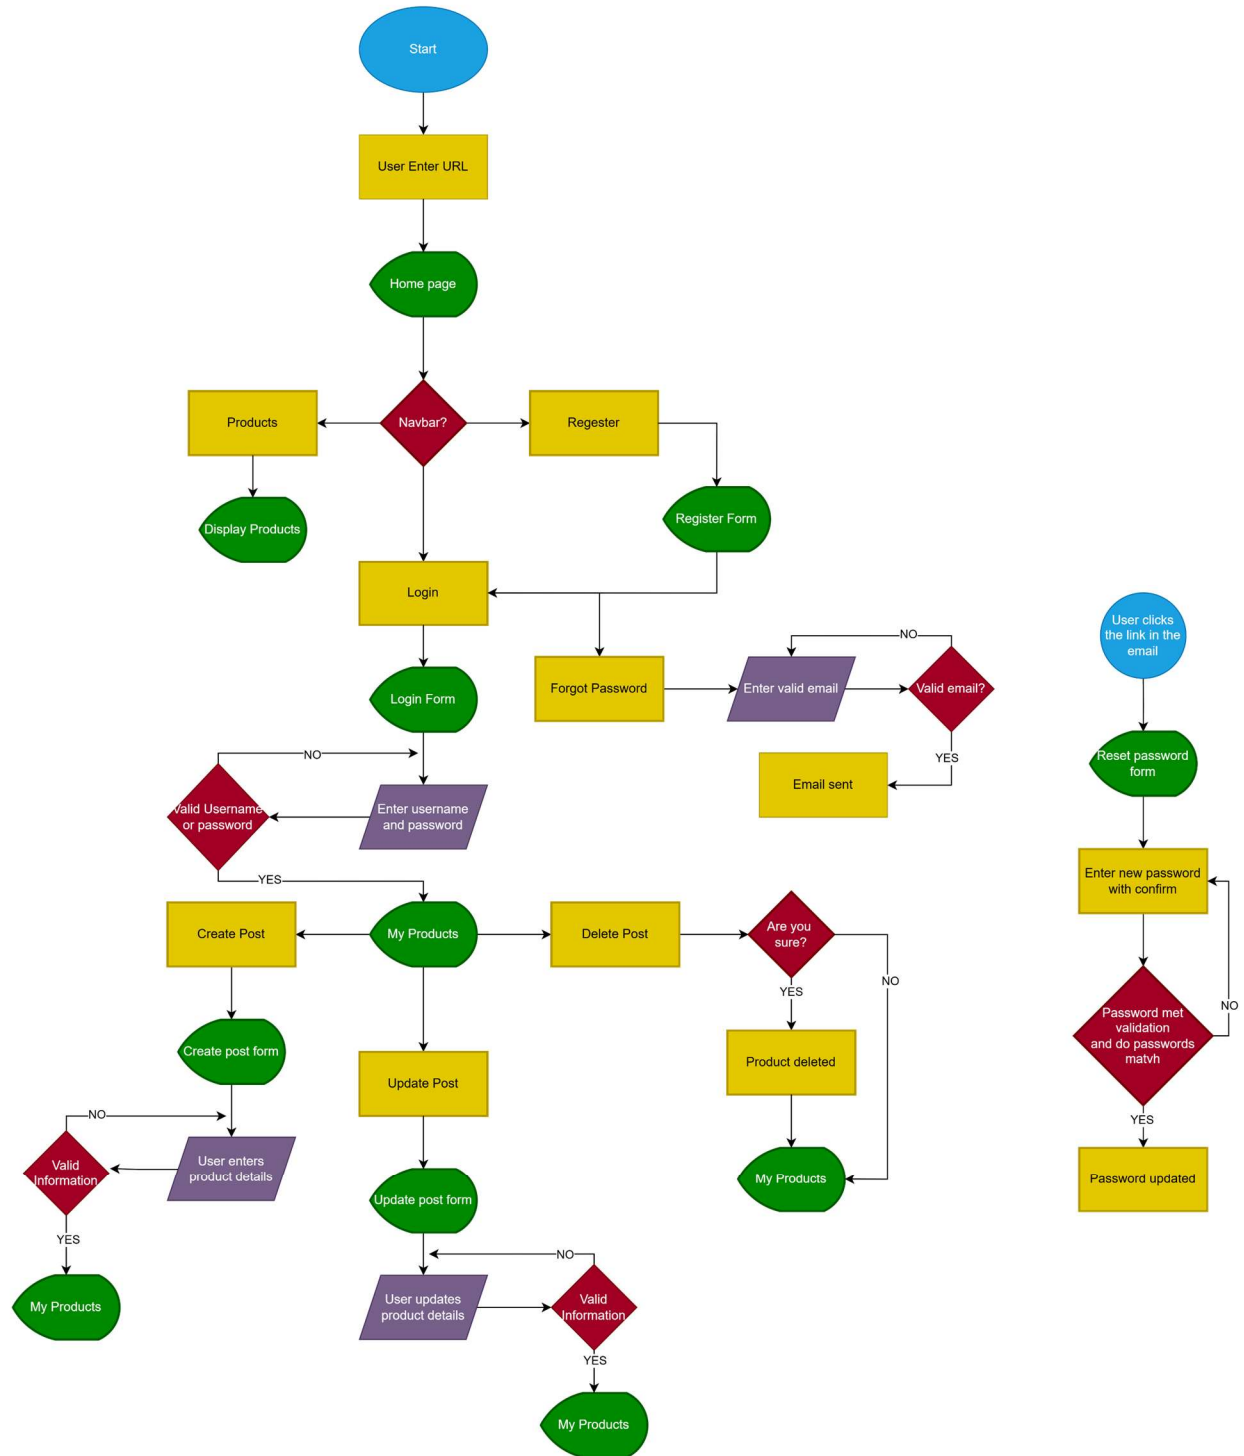 Start
User Enter URL
Home page
Products
Navbar?
Regester
Display Products
Register Form
Login
Forgot Password
Enter valid email
NO
Valid email?
YES
Email sent
Login Form
NO
Valid Username
or password
Enter username
and password
YES
Create Post
My Products
Delete Post
Are you
sure?
NO
YES
Product deleted
My Products
Create post form
NO
User enters
product details
Valid
Information
YES
My Products
Update Post
Update post form
NO
User updates
product details
Valid
Information
YES
My Products
User clicks
the link in the
email
Reset password
form
Enter new password
with confirm
NO
Password met
validation
and do passwords
matvh
YES
Password updated